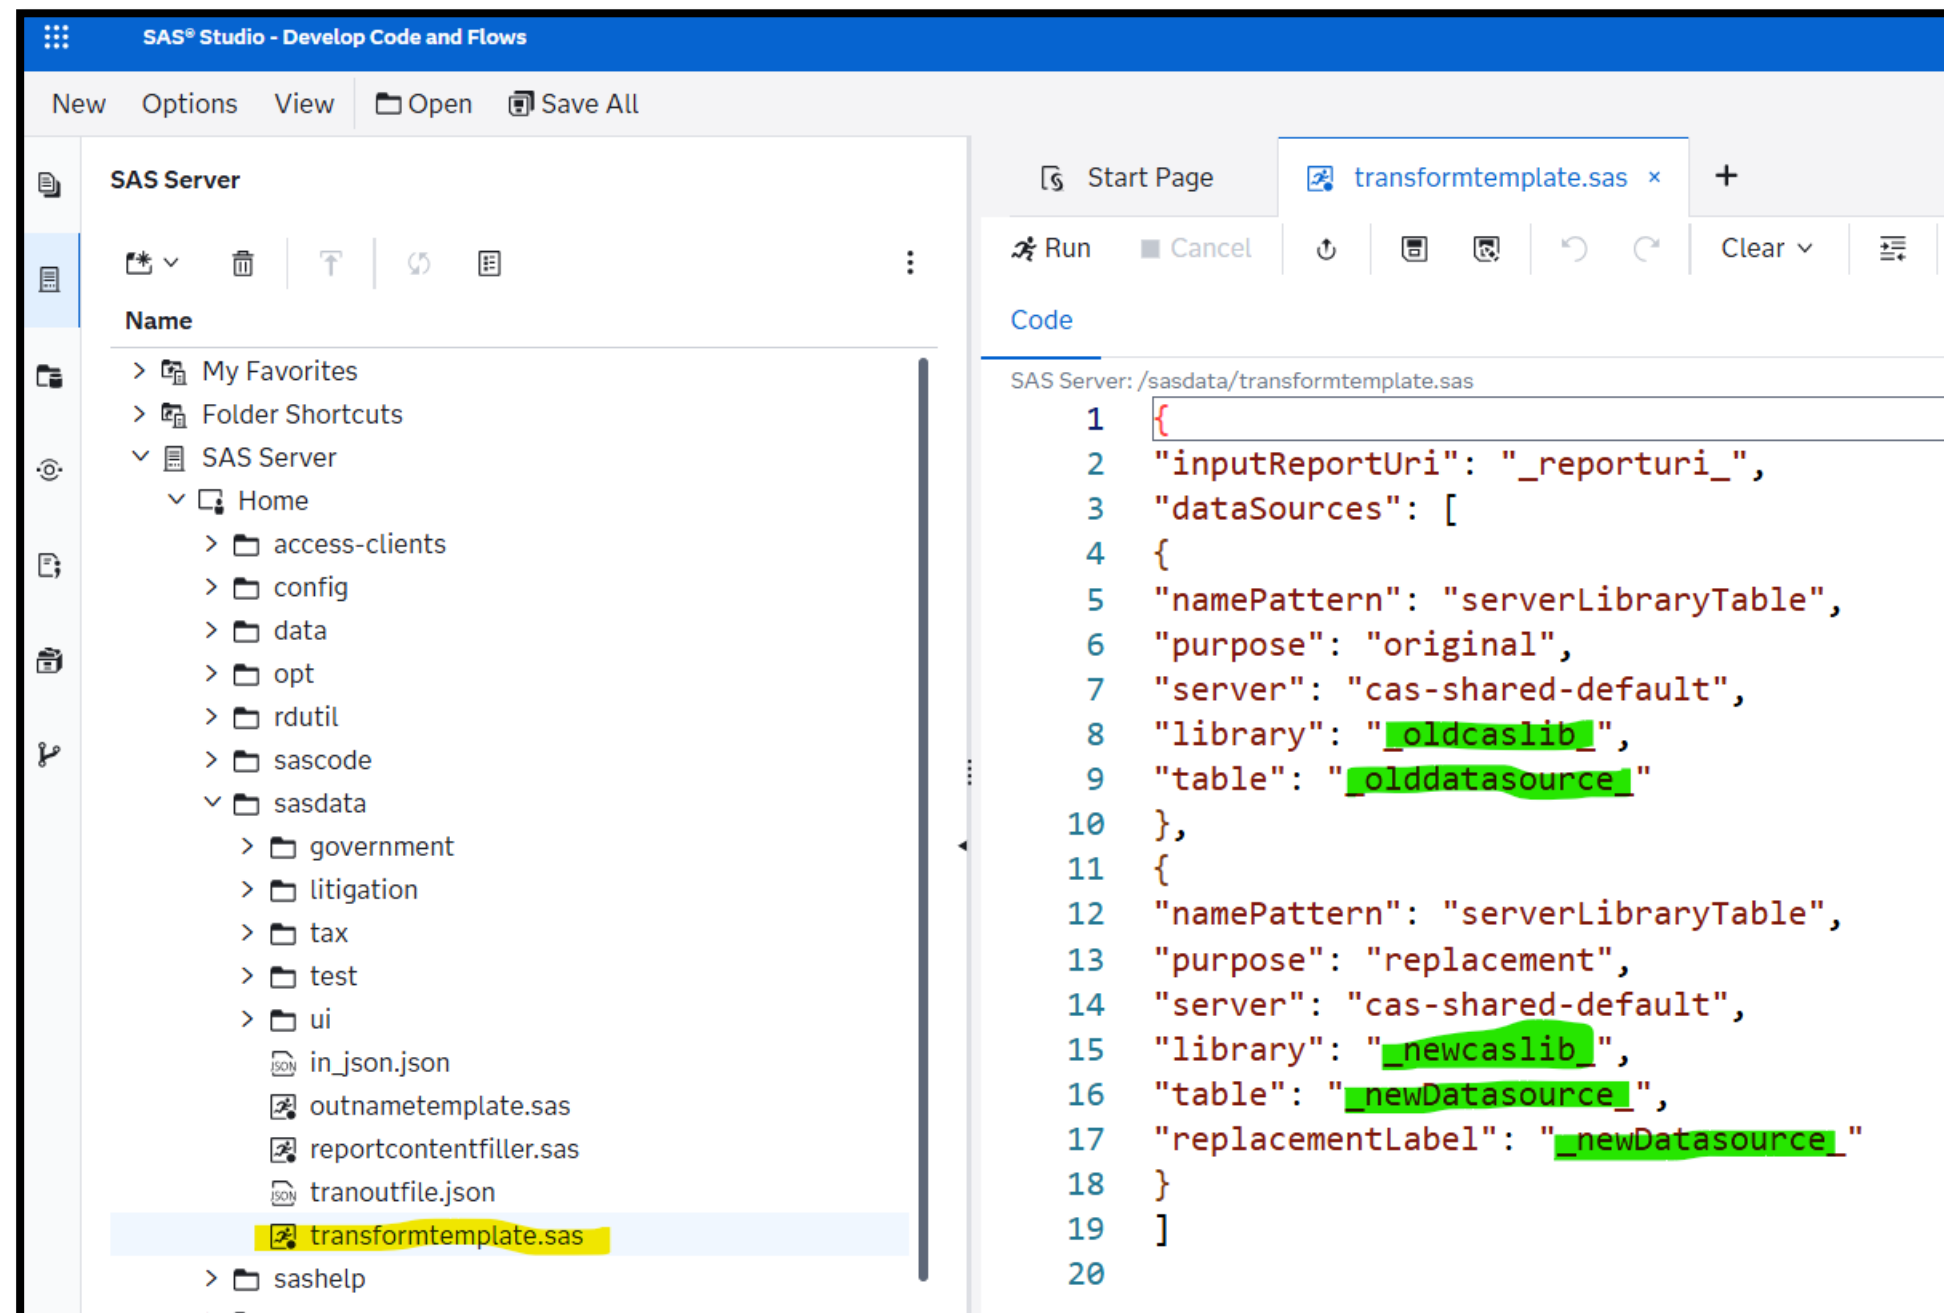 SAS® Studio - Develop Code and Flows
New Options View Open Save All
SAS Server
Name
My Favorites
Folder Shortcuts
SAS Server
Home
access-clients
config
data
opt
rdutil
sascode
sasdata
government
litigation
tax
test
ui
JSON in_json.json
outnametemplate.sas
reportcontentfiller.sas
JSON tranoutfile.json
transformtemplate.sas
sashelp
Start Page transformtemplate.sas × +
Run Cancel Clear
Code
SAS Server: /sasdata/transformtemplate.sas
1 {
2 "inputReportUri": "_reporturi_",
3 "dataSources": [
4 {
5 "namePattern": "serverLibraryTable",
6 "purpose": "original",
7 "server": "cas-shared-default",
8 "library": "_oldcaslib_",
9 "table": "_olddatasource_"
10 },
11 {
12 "namePattern": "serverLibraryTable",
13 "purpose": "replacement",
14 "server": "cas-shared-default",
15 "library": "_newcaslib_",
16 "table": "_newDatasource_",
17 "replacementLabel": "_newDatasource_"
18 }
19 ]
20